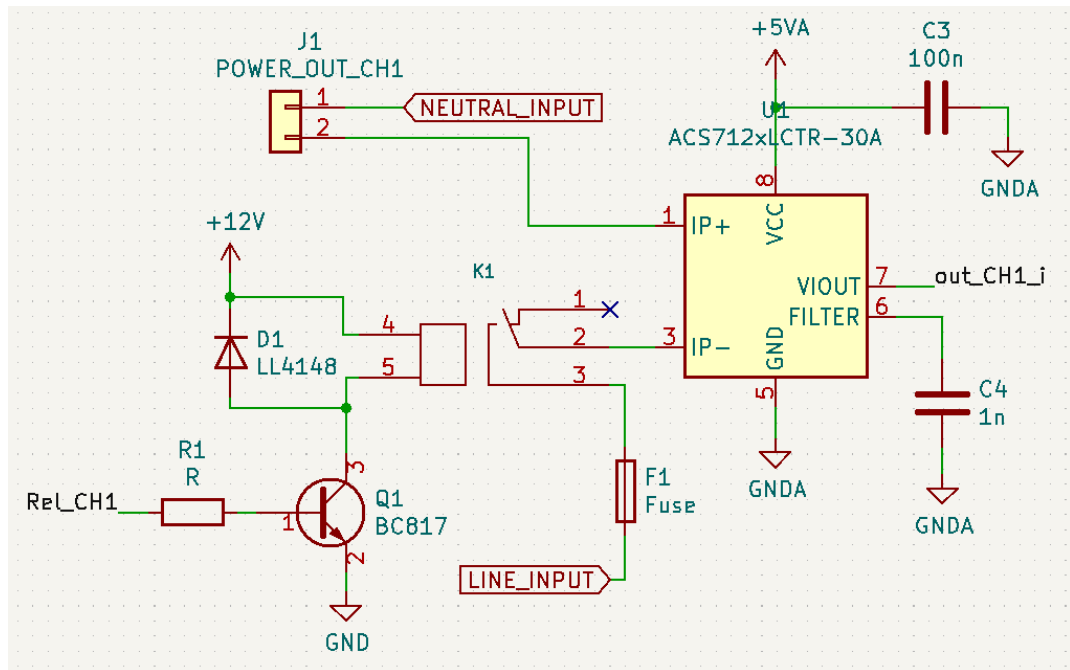 J1
POWER_OUT_CH1
1
NEUTRAL_INPUT
2
+5VA
C3
100n
U1
ACS712xLCTR-30A
GNDA
8
1
IP+
VCC
+12V
K1
VIOUT
7
out_CH1_i
FILTER
6
1
D1
LL4148
4
2
3
IP-
GND
5
3
5
C4
1n
GNDA
R1
R
3
F1
Fuse
GNDA
Rel_CH1
1
Q1
BC817
2
LINE_INPUT
GND